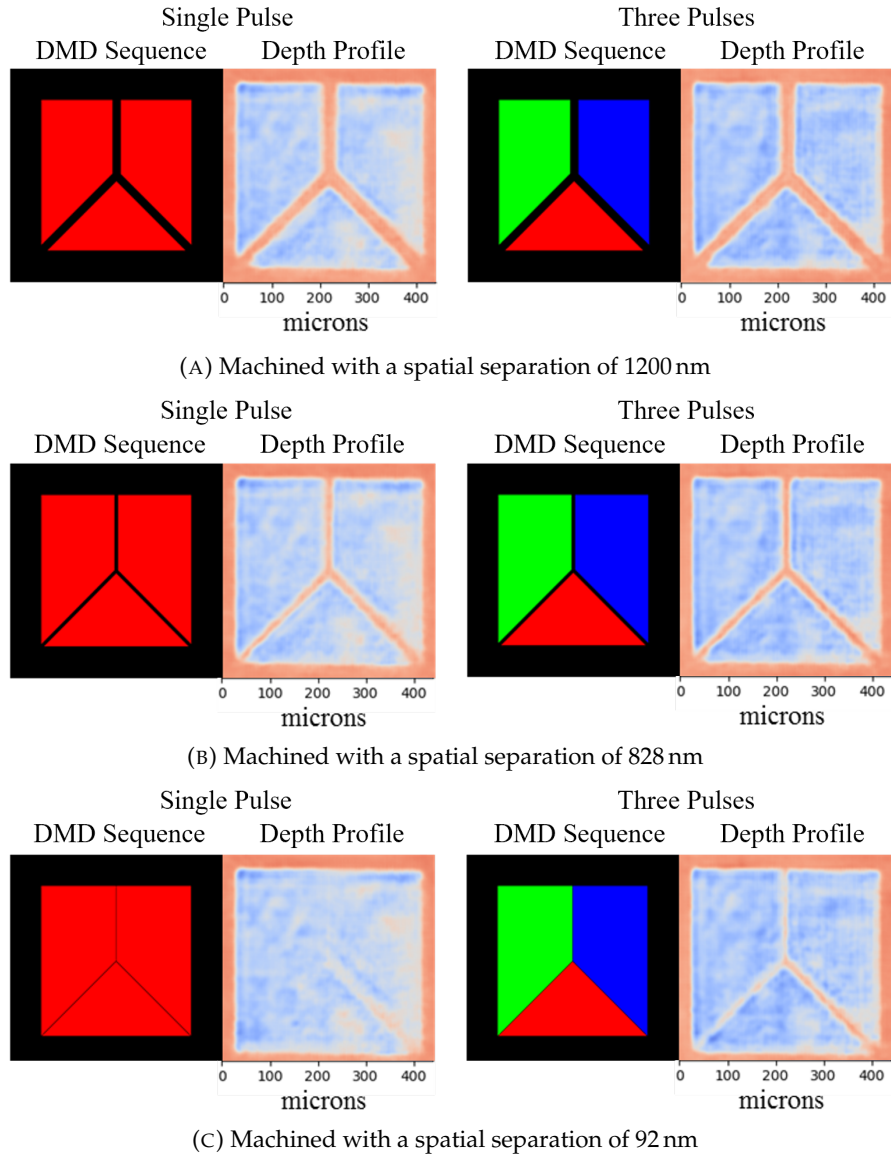 Single Pulse Three Pulses
DMD Sequence Depth Profile DMD Sequence Depth Profile
0 100 200 300 400 0 100 200 300 400
microns microns
(A) Machined with a spatial separation of 1200 nm
Single Pulse Three Pulses
DMD Sequence Depth Profile DMD Sequence Depth Profile
0 100 200 300 400 0 100 200 300 400
microns microns
(B) Machined with a spatial separation of 828 nm
Single Pulse Three Pulses
DMD Sequence Depth Profile DMD Sequence Depth Profile
0 100 200 300 400 0 100 200 300 400
microns microns
(C) Machined with a spatial separation of 92 nm